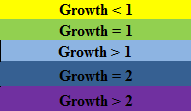 Growth < 1
Growth = 1
Growth > 1
Growth = 2
Growth > 2